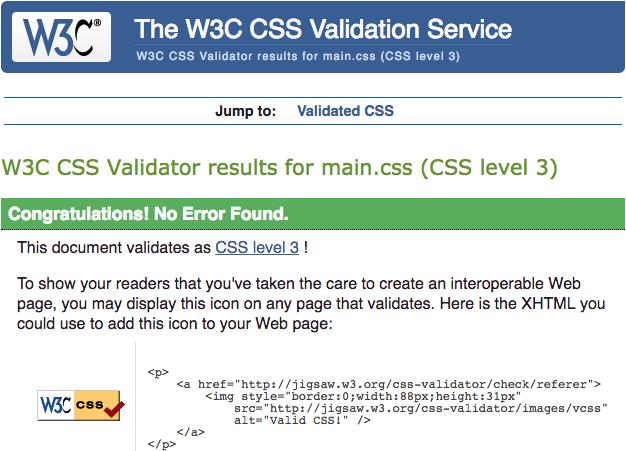 W3C®
The W3C CSS Validation Service
W3C CSS Validator results for main.css (CSS level 3)
Jump to: Validated CSS
W3C CSS Validator results for main.css (CSS level 3)
Congratulations! No Error Found.
This document validates as CSS level 3 !
To show your readers that you've taken the care to create an interoperable Web
page, you may display this icon on any page that validates. Here is the XHTML you
could use to add this icon to your Web page:
<p>
<a href="http://jigsaw.w3.org/css-validator/check/referer">
<img style="border:0;width:88px;height:31px"
src="http://jigsaw.w3.org/css-validator/images/vcss"
alt="Valid CSS!" />
</a>
</p>
W3C css